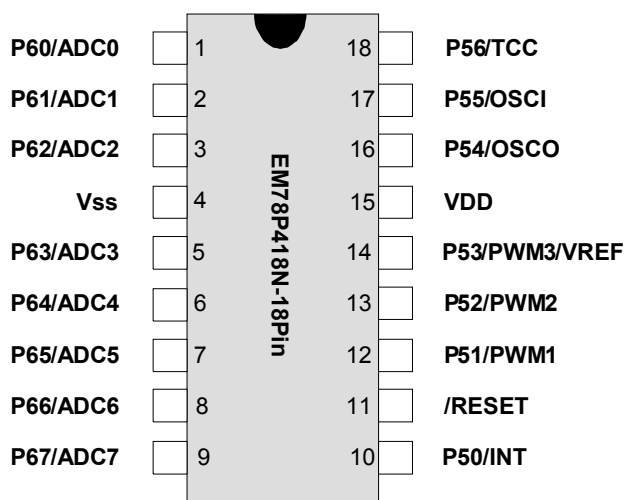 P60/ADC0 1 18 P56/TCC
P61/ADC1 2 17 P55/OSCI
P62/ADC2 3 16 P54/OSCO
Vss 4 15 VDD
P63/ADC3 5 14 P53/PWM3/VREF
P64/ADC4 6 13 P52/PWM2
P65/ADC5 7 12 P51/PWM1
P66/ADC6 8 11 /RESET
P67/ADC7 9 10 P50/INT
EM78P418N-18Pin